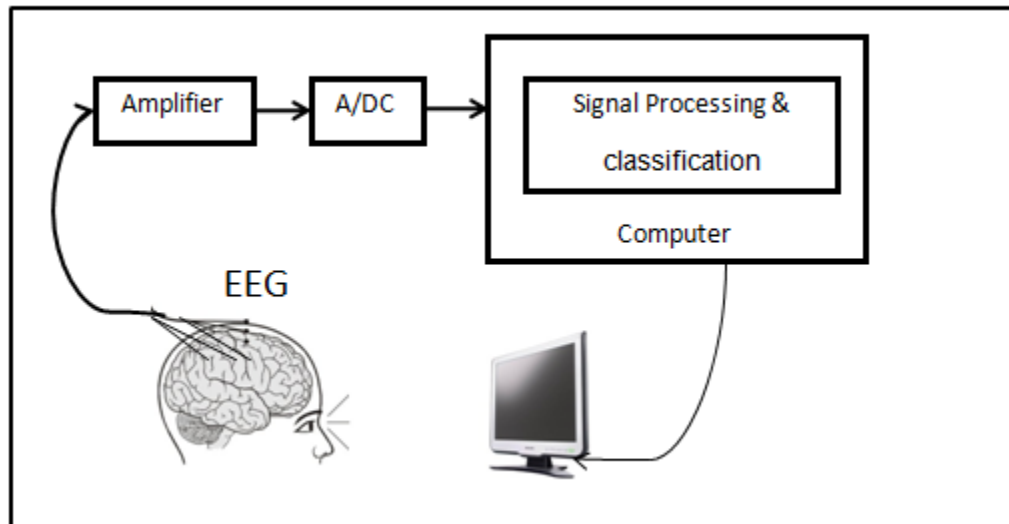 Amplifier
A/DC
Signal Processing &
classification
Computer
EEG